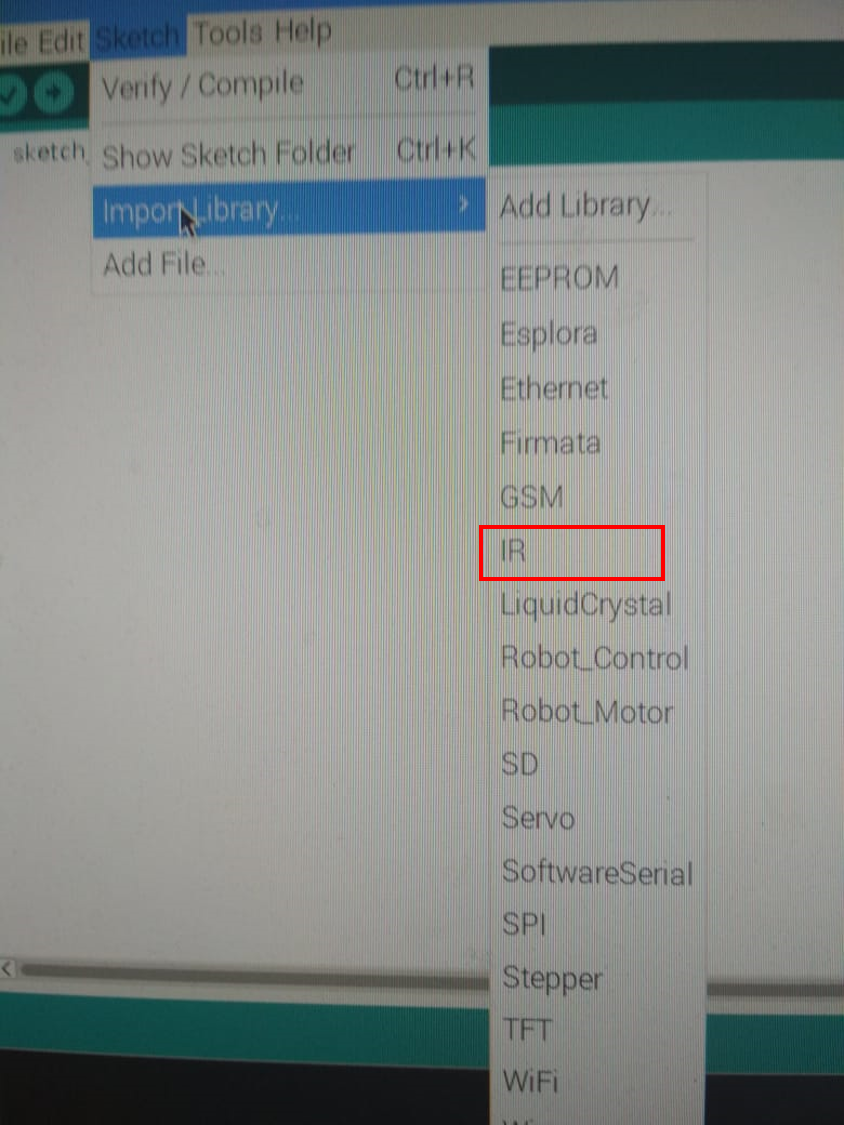 ile Edit Sketch Tools Help
Verify / Compile Ctrl+R
sketch
Show Sketch Folder Ctrl+K
Import Library...
Add File...
Add Library...
EEPROM
Esplora
Ethernet
Firmata
GSM
IR
LiquidCrystal
Robot_Control
Robot_Motor
SD
Servo
SoftwareSerial
SPI
Stepper
TFT
WiFi